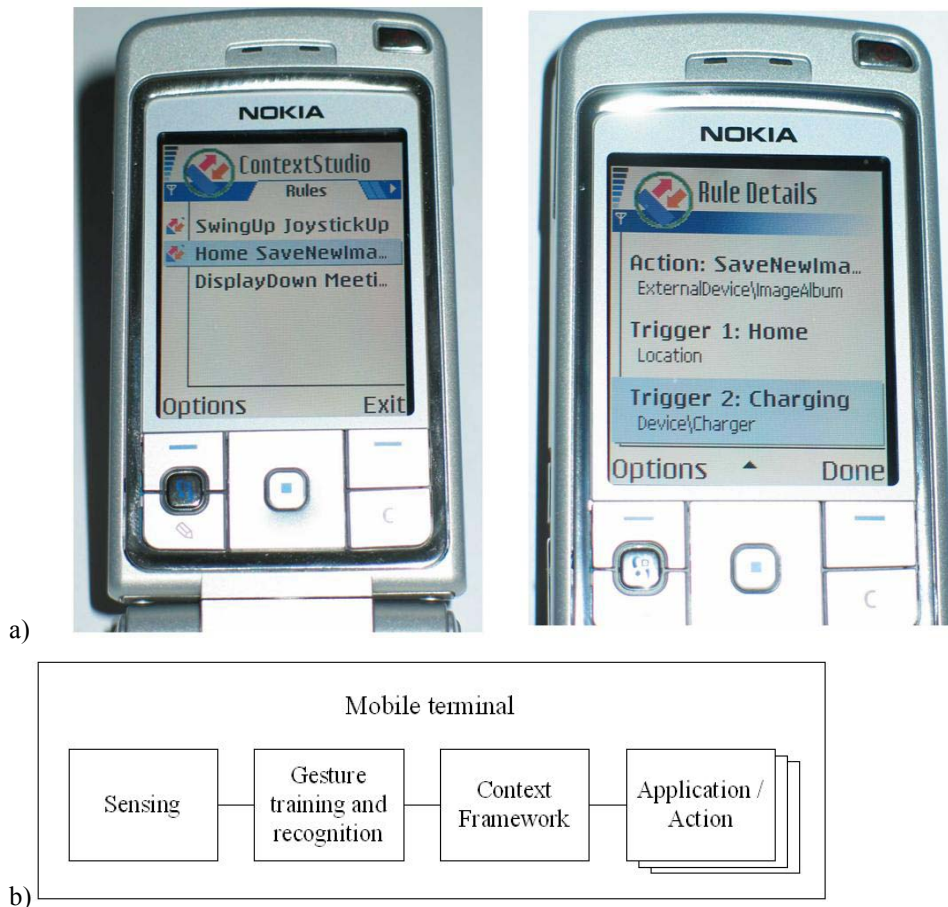 NOKIA
ContextStudio
Rules
SwingUp JoystickUp
Home SaveNewIma...
DisplayDown Meeti...
Options Exit
C
NOKIA
Rule Details
Action: SaveNewIma...
ExternalDevice\ImageAlbum
Trigger 1: Home
Location
Trigger 2: Charging
Device\Charger
Options Done
C
a)
Mobile terminal
Sensing
Gesture
training and
recognition
Context
Framework
Application /
Action
b)